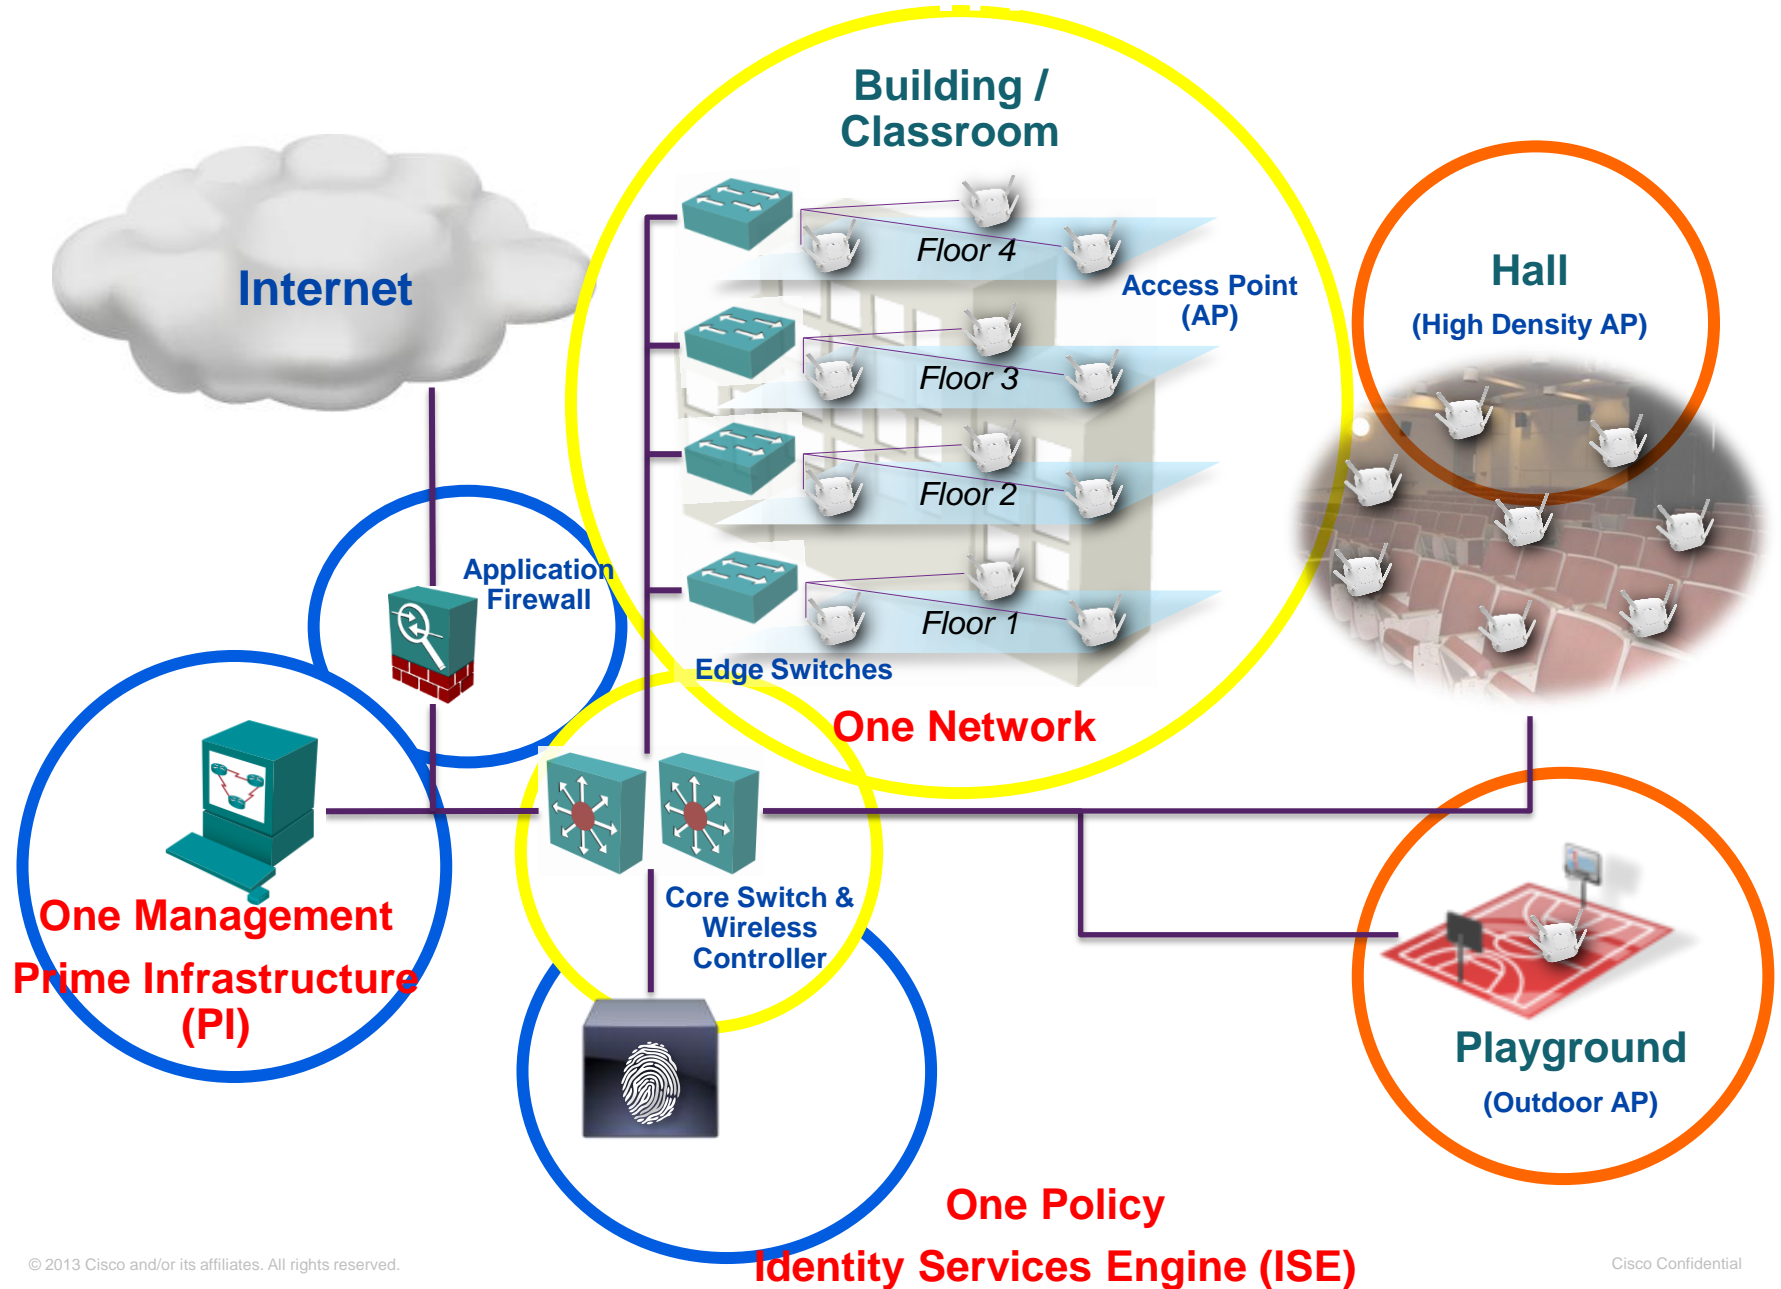 Building /
Classroom
Internet
Floor 4
Access Point
(AP)
Hall
(High Density AP)
Floor 3
Floor 2
Application
Firewall
Floor 1
Edge Switches
One Network
Core Switch &
Wireless
Controller
One Management
Prime Infrastructure
(PI)
Playground
(Outdoor AP)
One Policy
Identity Services Engine (ISE)
© 2013 Cisco and/or its affiliates. All rights reserved.
Cisco Confidential